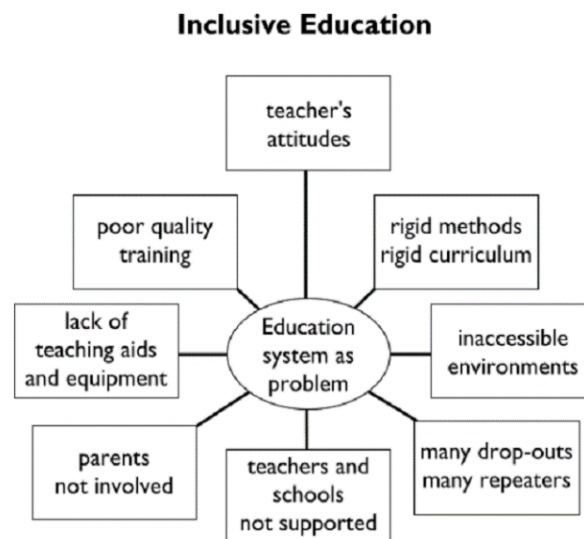 Inclusive Education
teacher's
attitudes
poor quality
training
rigid methods
rigid curriculum
lack of
teaching aids
and equipment
Education
system as
problem
inaccessible
environments
parents
not involved
teachers and
schools
not supported
many drop-outs
many repeaters